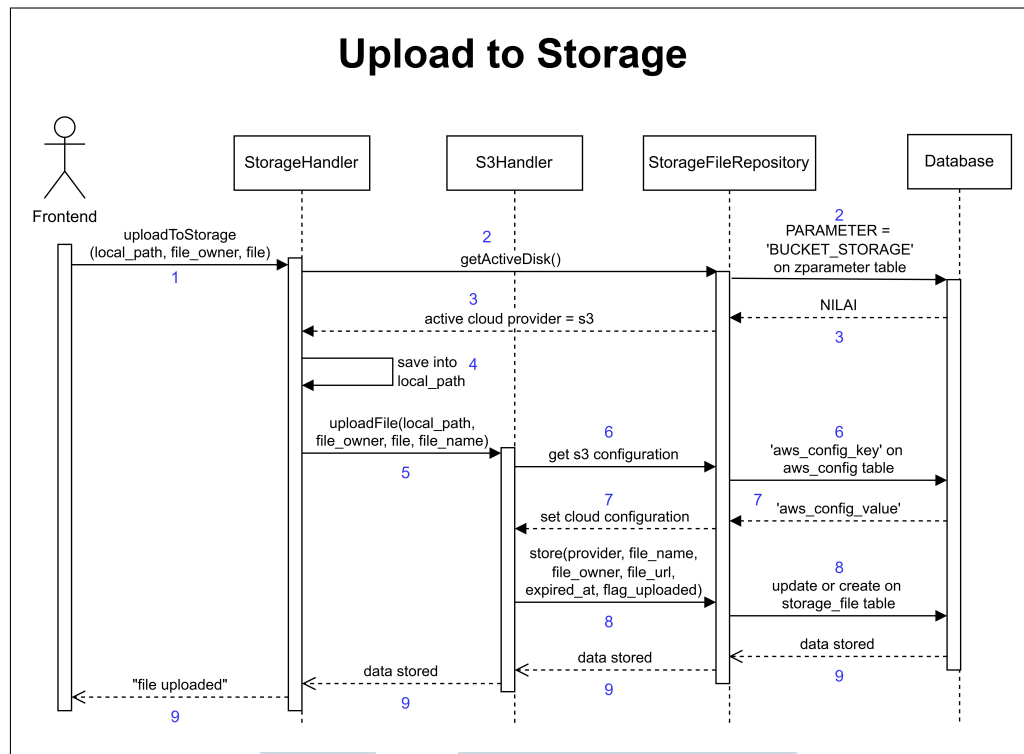 Upload to Storage
StorageHandler
S3Handler
StorageFileRepository
Database
Frontend
uploadToStorage
(local_path, file_owner, file)
1
2
getActiveDisk()
2
PARAMETER =
'BUCKET_STORAGE'
on zparameter table
3
active cloud provider = s3
NILAI
3
save into
local_path
4
uploadFile(local_path,
file_owner, file, file_name)
5
6
get s3 configuration
6
'aws_config_key' on
aws_config table
7
set cloud configuration
7
'aws_config_value'
store(provider, file_name,
file_owner, file_url,
expired_at, flag_uploaded)
8
8
update or create on
storage_file table
data stored
9
data stored
9
data stored
9
"file uploaded"
9